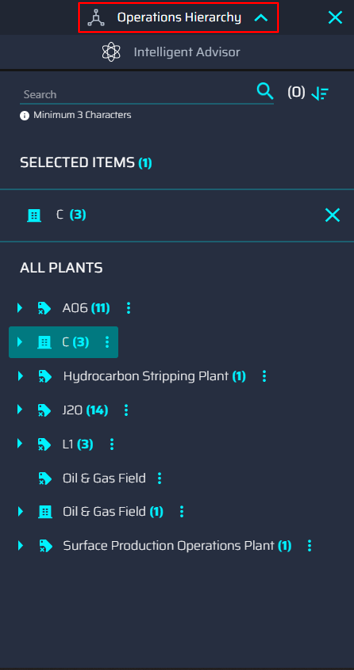 Operations Hierarchy
Intelligent Advisor
Search
(0)
Minimum 3 Characters
SELECTED ITEMS (1)
C (3)
ALL PLANTS
A06 (11)
C (3)
Hydrocarbon Stripping Plant (1)
J20 (14)
L1 (3)
Oil & Gas Field
Oil & Gas Field (1)
Surface Production Operations Plant (1)